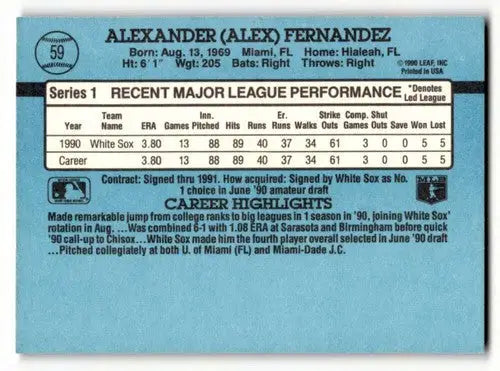 59
ALEXANDER (ALEX) FERNANDEZ
Born: Aug. 13, 1969 Miami, FL Home: Hialeah, FL
Ht: 6' 1" Wgt: 205 Bats: Right Throws: Right
©1990 LEAF, INC
Printed in USA
Series 1 RECENT MAJOR LEAGUE PERFORMANCE *Denotes
Led League
Team Inn. Er. Strike Comp. Shut
Year Name ERA Games Pitched Hits Runs Runs Walks Outs Games Outs Save Won Lost
1990 White Sox 3.80 13 88 89 40 37 34 61 3 0 0 5 5
Career 3.80 13 88 89 40 37 34 61 3 0 0 5 5
Contract: Signed thru 1991. How acquired: Signed by White Sox as No.
1 choice in June '90 amateur draft
CAREER HIGHLIGHTS
Made remarkable jump from college ranks to big leagues in 1 season in '90, joining White Sox'
rotation in Aug. ...Was combined 6-1 with 1.08 ERA at Sarasota and Birmingham before quick
'90 call-up to Chisox...White Sox made him the fourth player overall selected in June '90 draft
...Pitched collegiately at both U. of Miami (FL) and Miami-Dade J.C.